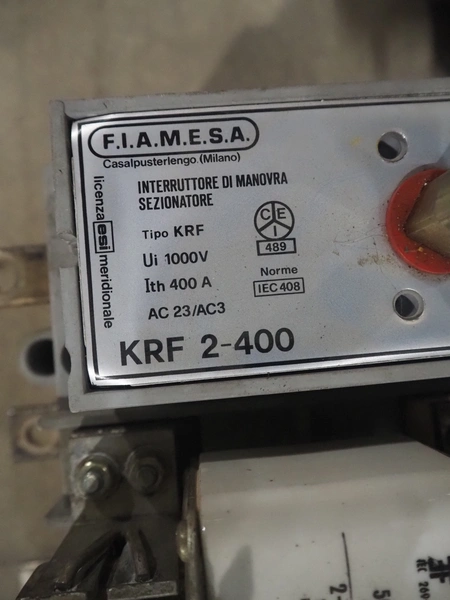 F.I.A.M.E.S.A.
Casalpusterlengo.(Milano)
licenza esi meridionale
INTERRUTTORE DI MANOVRA
SEZIONATORE
Tipo KRF
Ui 1000V
Ith 400 A
AC 23/AC3
CEI
489
Norme
IEC 408
KRF 2-400